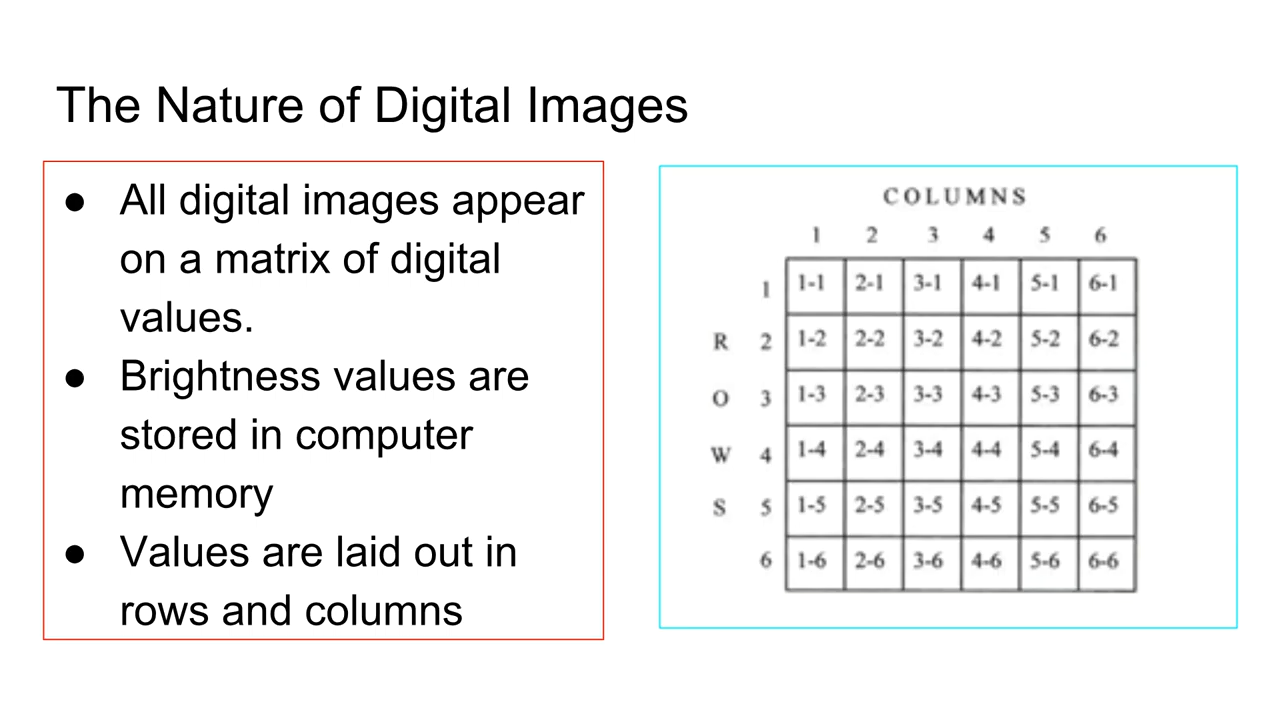 The Nature of Digital Images
● All digital images appear
on a matrix of digital
values.
● Brightness values are
stored in computer
memory
● Values are laid out in
rows and columns
COLUMNS
1 2 3 4 5 6
1 1-1 2-1 3-1 4-1 5-1 6-1
R 2 1-2 2-2 3-2 4-2 5-2 6-2
O 3 1-3 2-3 3-3 4-3 5-3 6-3
W 4 1-4 2-4 3-4 4-4 5-4 6-4
S 5 1-5 2-5 3-5 4-5 5-5 6-5
6 1-6 2-6 3-6 4-6 5-6 6-6